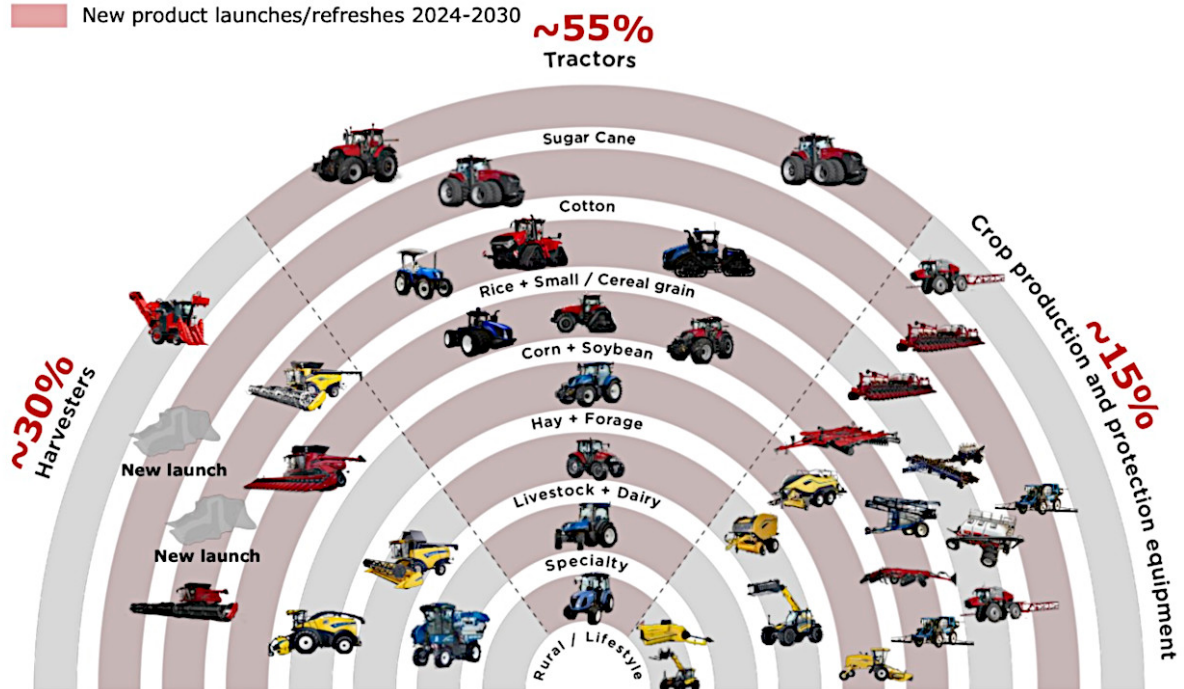 New product launches/refreshes 2024-2030
~55%
Tractors
Sugar Cane
Cotton
Rice + Small / Cereal grain
Corn + Soybean
Hay + Forage
Livestock + Dairy
Specialty
Rural / Lifestyle
~30%
Harvesters
New launch
New launch
~15%
Crop production and protection equipment